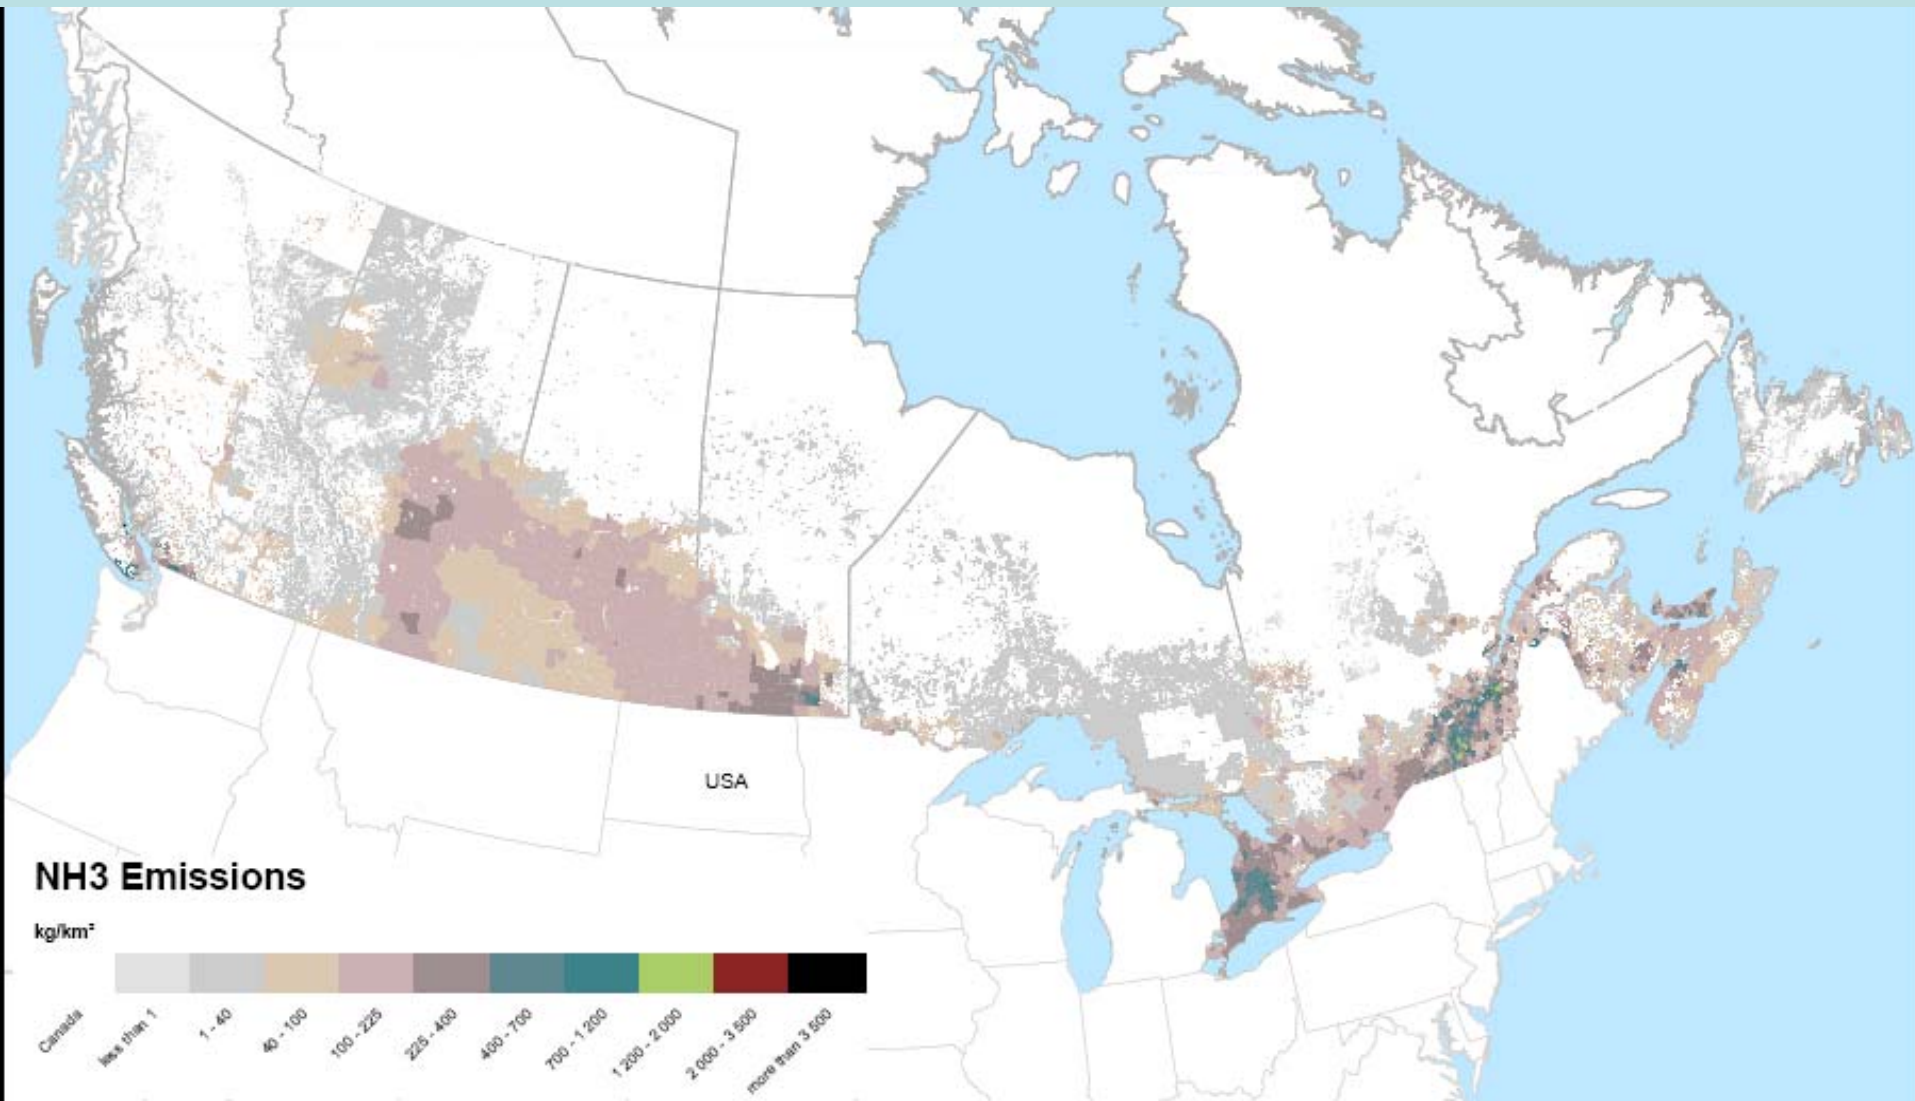 USA
NH3 Emissions
kg/km²
Canada
less than 1
1 - 40
40 - 100
100 - 225
225 - 400
400 - 700
700 - 1 200
1 200 - 2 000
2 000 - 3 500
more than 3 500